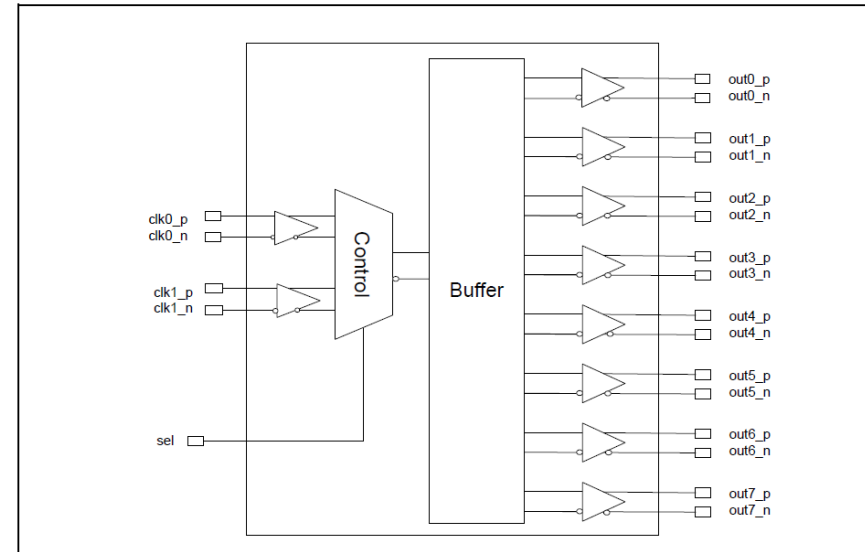 out0_p
out0_n
out1_p
out1_n
out2_p
out2_n
clk0_p
clk0_n
Control
out3_p
out3_n
clk1_p
clk1_n
Buffer
out4_p
out4_n
out5_p
out5_n
sel
out6_p
out6_n
out7_p
out7_n